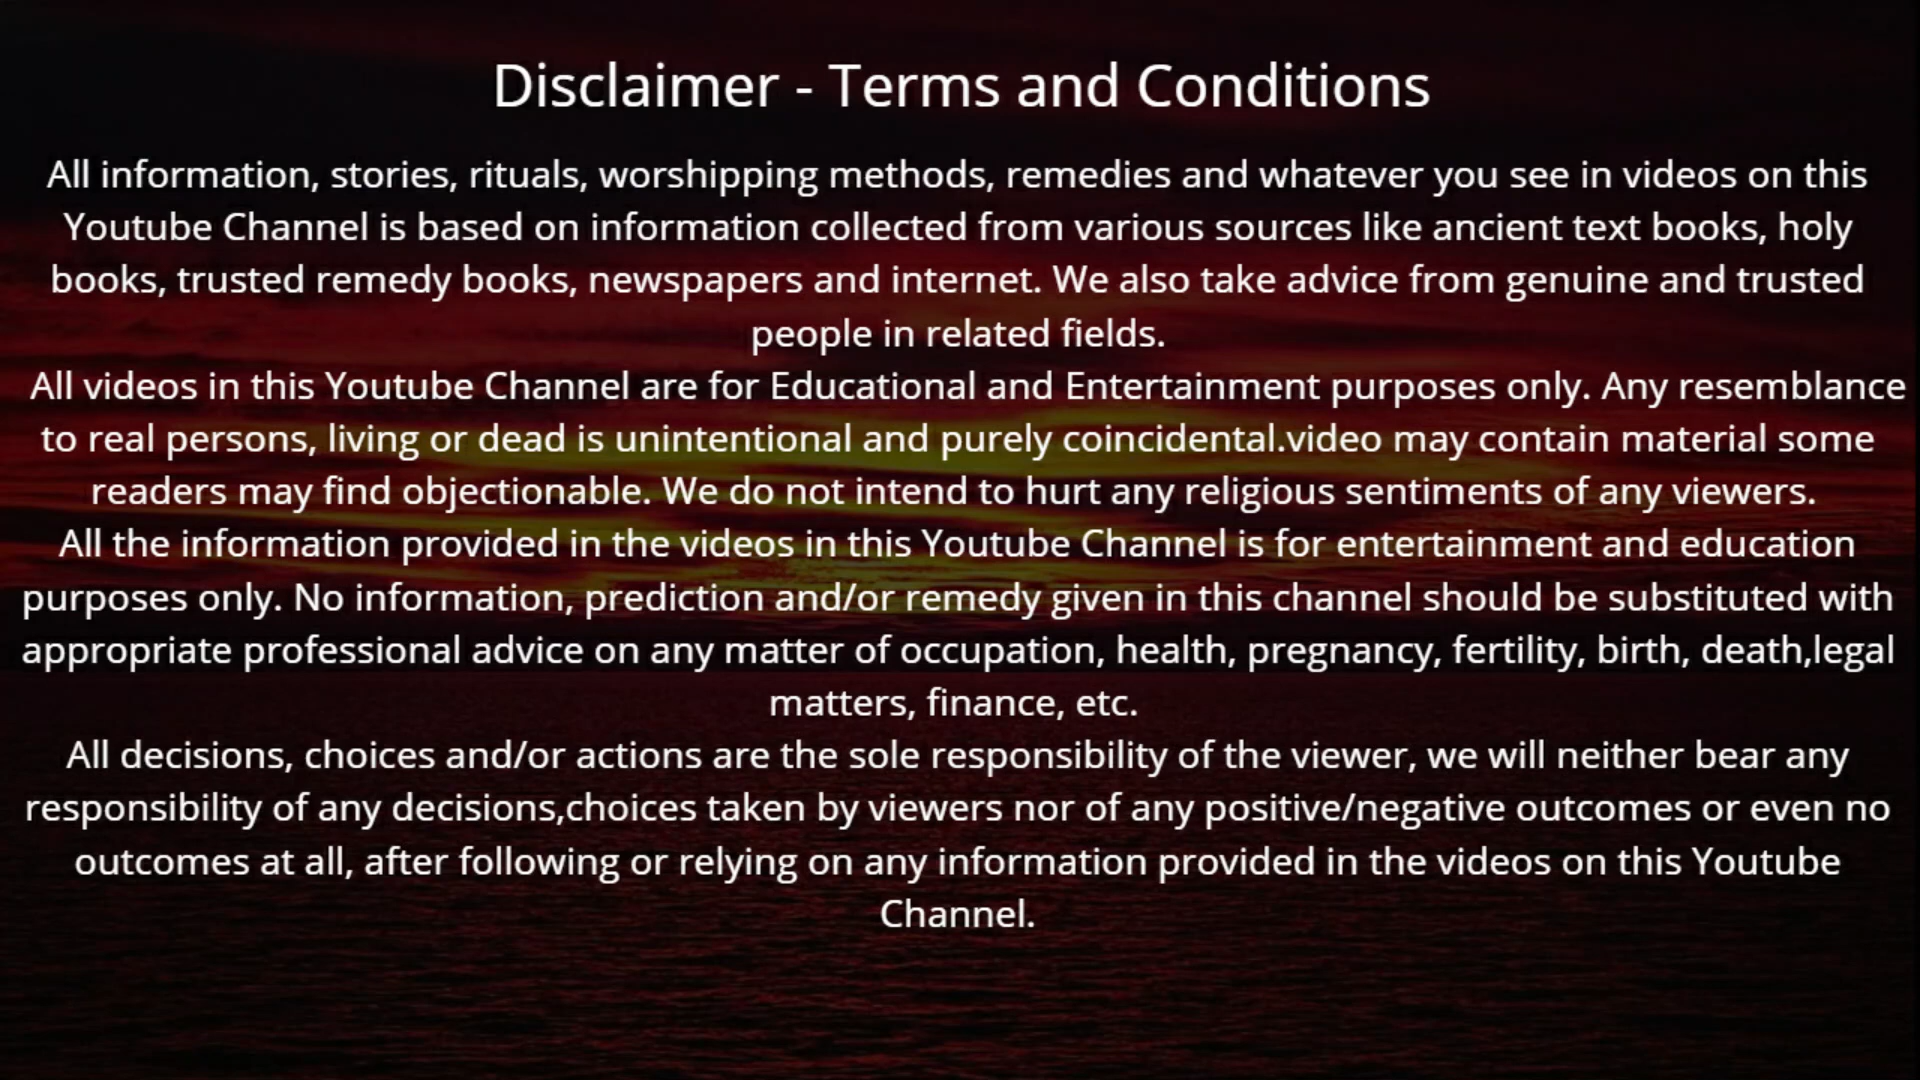 Disclaimer - Terms and Conditions
All information, stories, rituals, worshipping methods, remedies and whatever you see in videos on this
Youtube Channel is based on information collected from various sources like ancient text books, holy
books, trusted remedy books, newspapers and internet. We also take advice from genuine and trusted
people in related fields.
All videos in this Youtube Channel are for Educational and Entertainment purposes only. Any resemblance
to real persons, living or dead is unintentional and purely coincidental.video may contain material some
readers may find objectionable. We do not intend to hurt any religious sentiments of any viewers.
All the information provided in the videos in this Youtube Channel is for entertainment and education
purposes only. No information, prediction and/or remedy given in this channel should be substituted with
appropriate professional advice on any matter of occupation, health, pregnancy, fertility, birth, death,legal
matters, finance, etc.
All decisions, choices and/or actions are the sole responsibility of the viewer, we will neither bear any
responsibility of any decisions,choices taken by viewers nor of any positive/negative outcomes or even no
outcomes at all, after following or relying on any information provided in the videos on this Youtube
Channel.